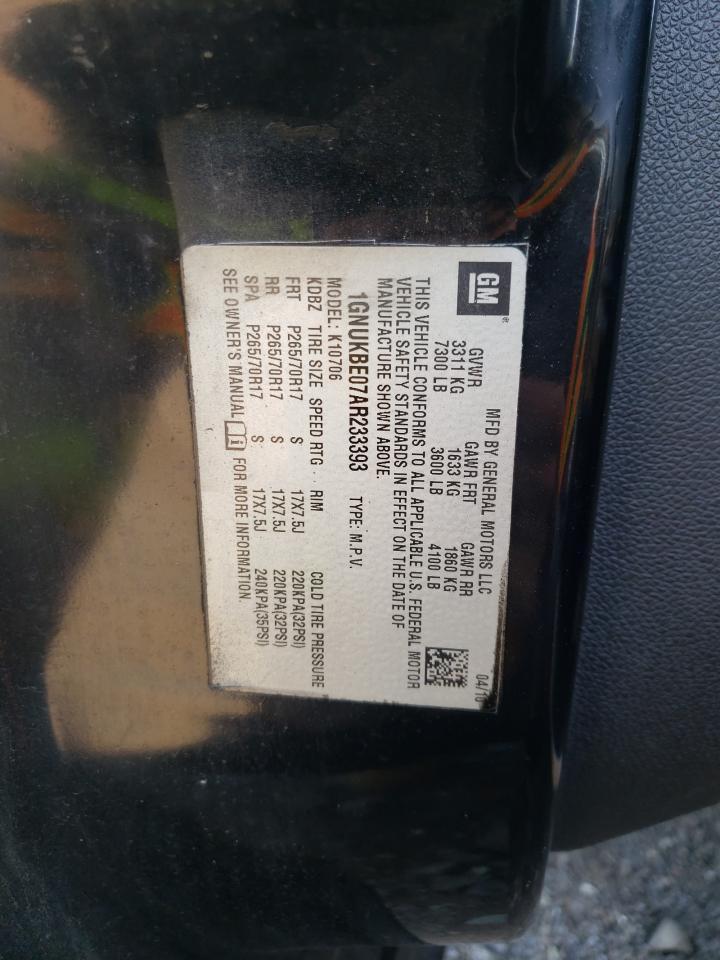 GM®
MFD BY GENERAL MOTORS LLC 04/10
GVWR GAWR FRT GAWR RR
3311 KG 1633 KG 1860 KG
7300 LB 3600 LB 4100 LB
THIS VEHICLE CONFORMS TO ALL APPLICABLE U.S. FEDERAL MOTOR
VEHICLE SAFETY STANDARDS IN EFFECT ON THE DATE OF
MANUFACTURE SHOWN ABOVE.
1GNUKBE07AR233393 TYPE: M.P.V.
MODEL: K10706
KDBZ TIRE SIZE SPEED RTG RIM COLD TIRE PRESSURE
FRT P265/70R17 S 17X7.5J 220KPA(32PSI)
RR P265/70R17 S 17X7.5J 220KPA(32PSI)
SPA P265/70R17 S 17X7.5J 240KPA(35PSI)
SEE OWNER'S MANUAL FOR MORE INFORMATION.